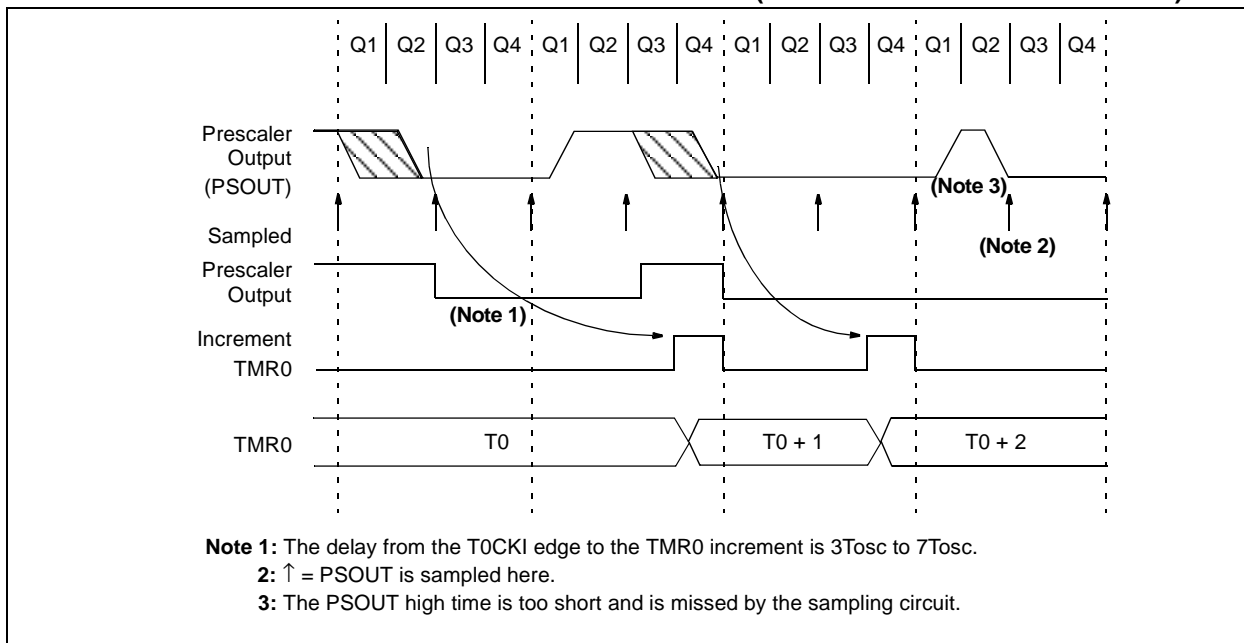 Q1 Q2 Q3 Q4 Q1 Q2 Q3 Q4 Q1 Q2 Q3 Q4 Q1 Q2 Q3 Q4
Prescaler
Output
(PSOUT)
(Note 3)
Sampled
(Note 2)
Prescaler
Output
(Note 1)
Increment
TMR0
TMR0 T0 T0 + 1 T0 + 2
Note 1: The delay from the T0CKI edge to the TMR0 increment is 3Tosc to 7Tosc.
2: ↑ = PSOUT is sampled here.
3: The PSOUT high time is too short and is missed by the sampling circuit.